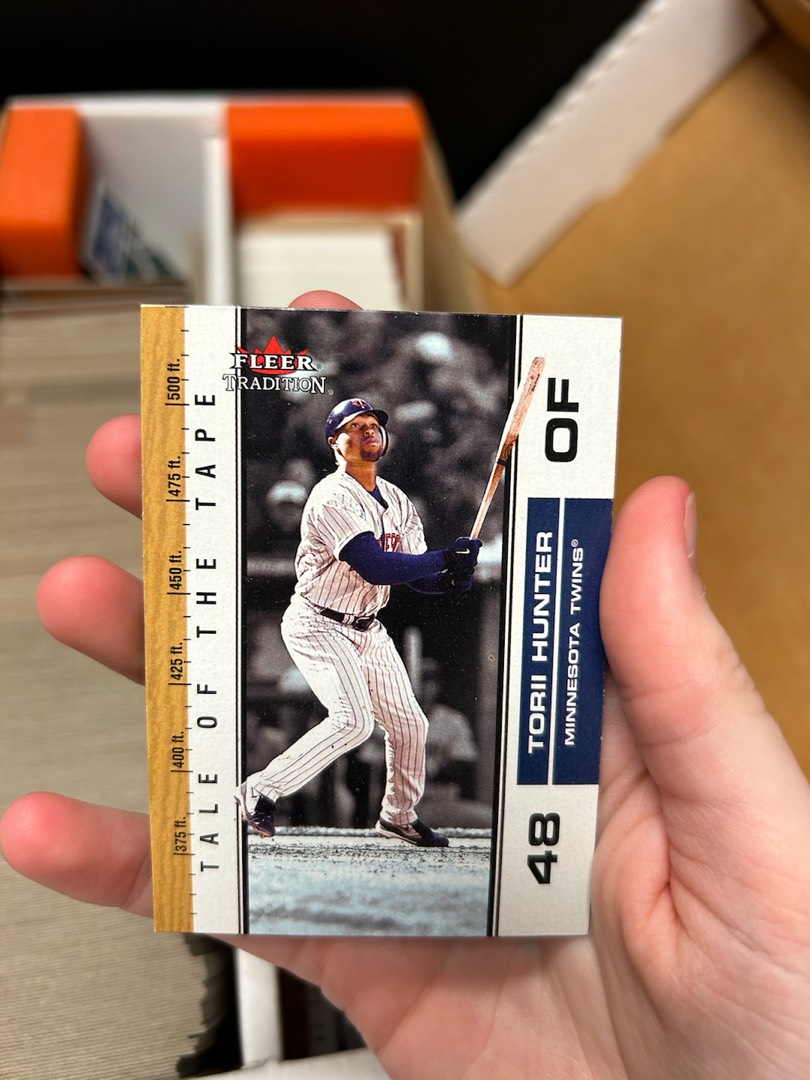 FLEER
TRADITION®
TALE OF THE TAPE
500 ft.
475 ft.
450 ft.
425 ft.
400 ft.
375 ft.
OF
TORII HUNTER
MINNESOTA TWINS®
48